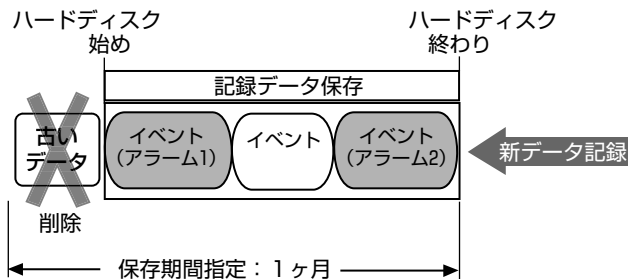 ハードディスク
始め
ハードディスク
終わり
記録データ保存
古い
データ
イベント
(アラーム1)
イベント
イベント
(アラーム2)
新データ記録
削除
保存期間指定：1ヶ月